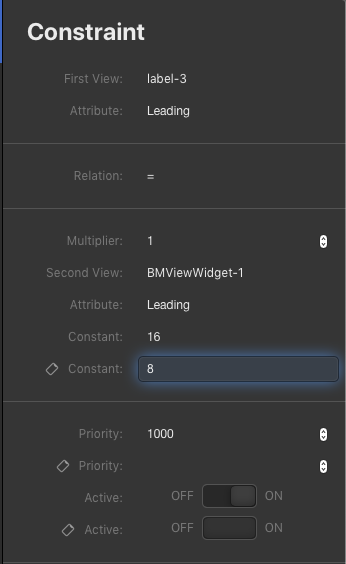 Constraint
First View: label-3
Attribute: Leading
Relation: =
Multiplier: 1
Second View: BMViewWidget-1
Attribute: Leading
Constant: 16
Constant: 8
Priority: 1000
Priority:
Active: OFF ON
Active: OFF ON